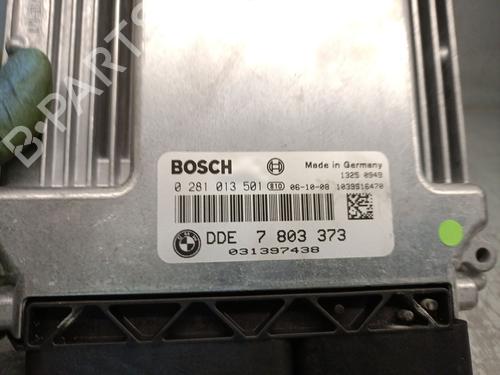 B-PARTS
BOSCH
Made in Germany
1325 0949
0 281 013 501 B10 06-10-08 1039S16470
DDE 7 803 373
031397438